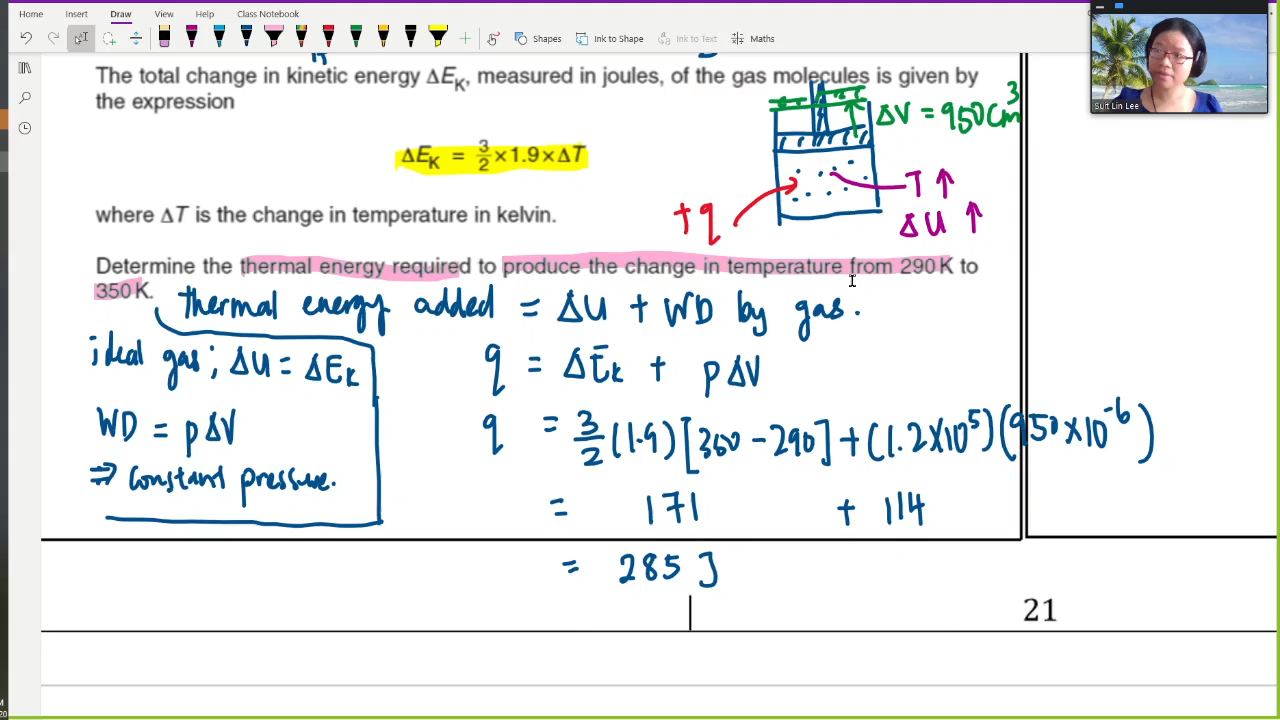 Home Insert Draw View Help Class Notebook
Shapes Ink to Shape Ink to Text Maths
Suit Lin Lee
The total change in kinetic energy ΔEK, measured in joules, of the gas molecules is given by
the expression
ΔV = 950cm³
ΔEK = 3/2 × 1.9 × ΔT
T ↑
where ΔT is the change in temperature in kelvin.
+q
ΔU ↑
Determine the thermal energy required to produce the change in temperature from 290 K to
350 K.
thermal energy added = ΔU + WD by gas.
ideal gas; ΔU = ΔEK
q = ΔEK + pΔV
WD = pΔV
q = 3/2 (1.9) [350 - 290] + (1.2×10⁵)(950×10⁻⁶)
⇒ constant pressure.
= 171 + 114
= 285 J
21